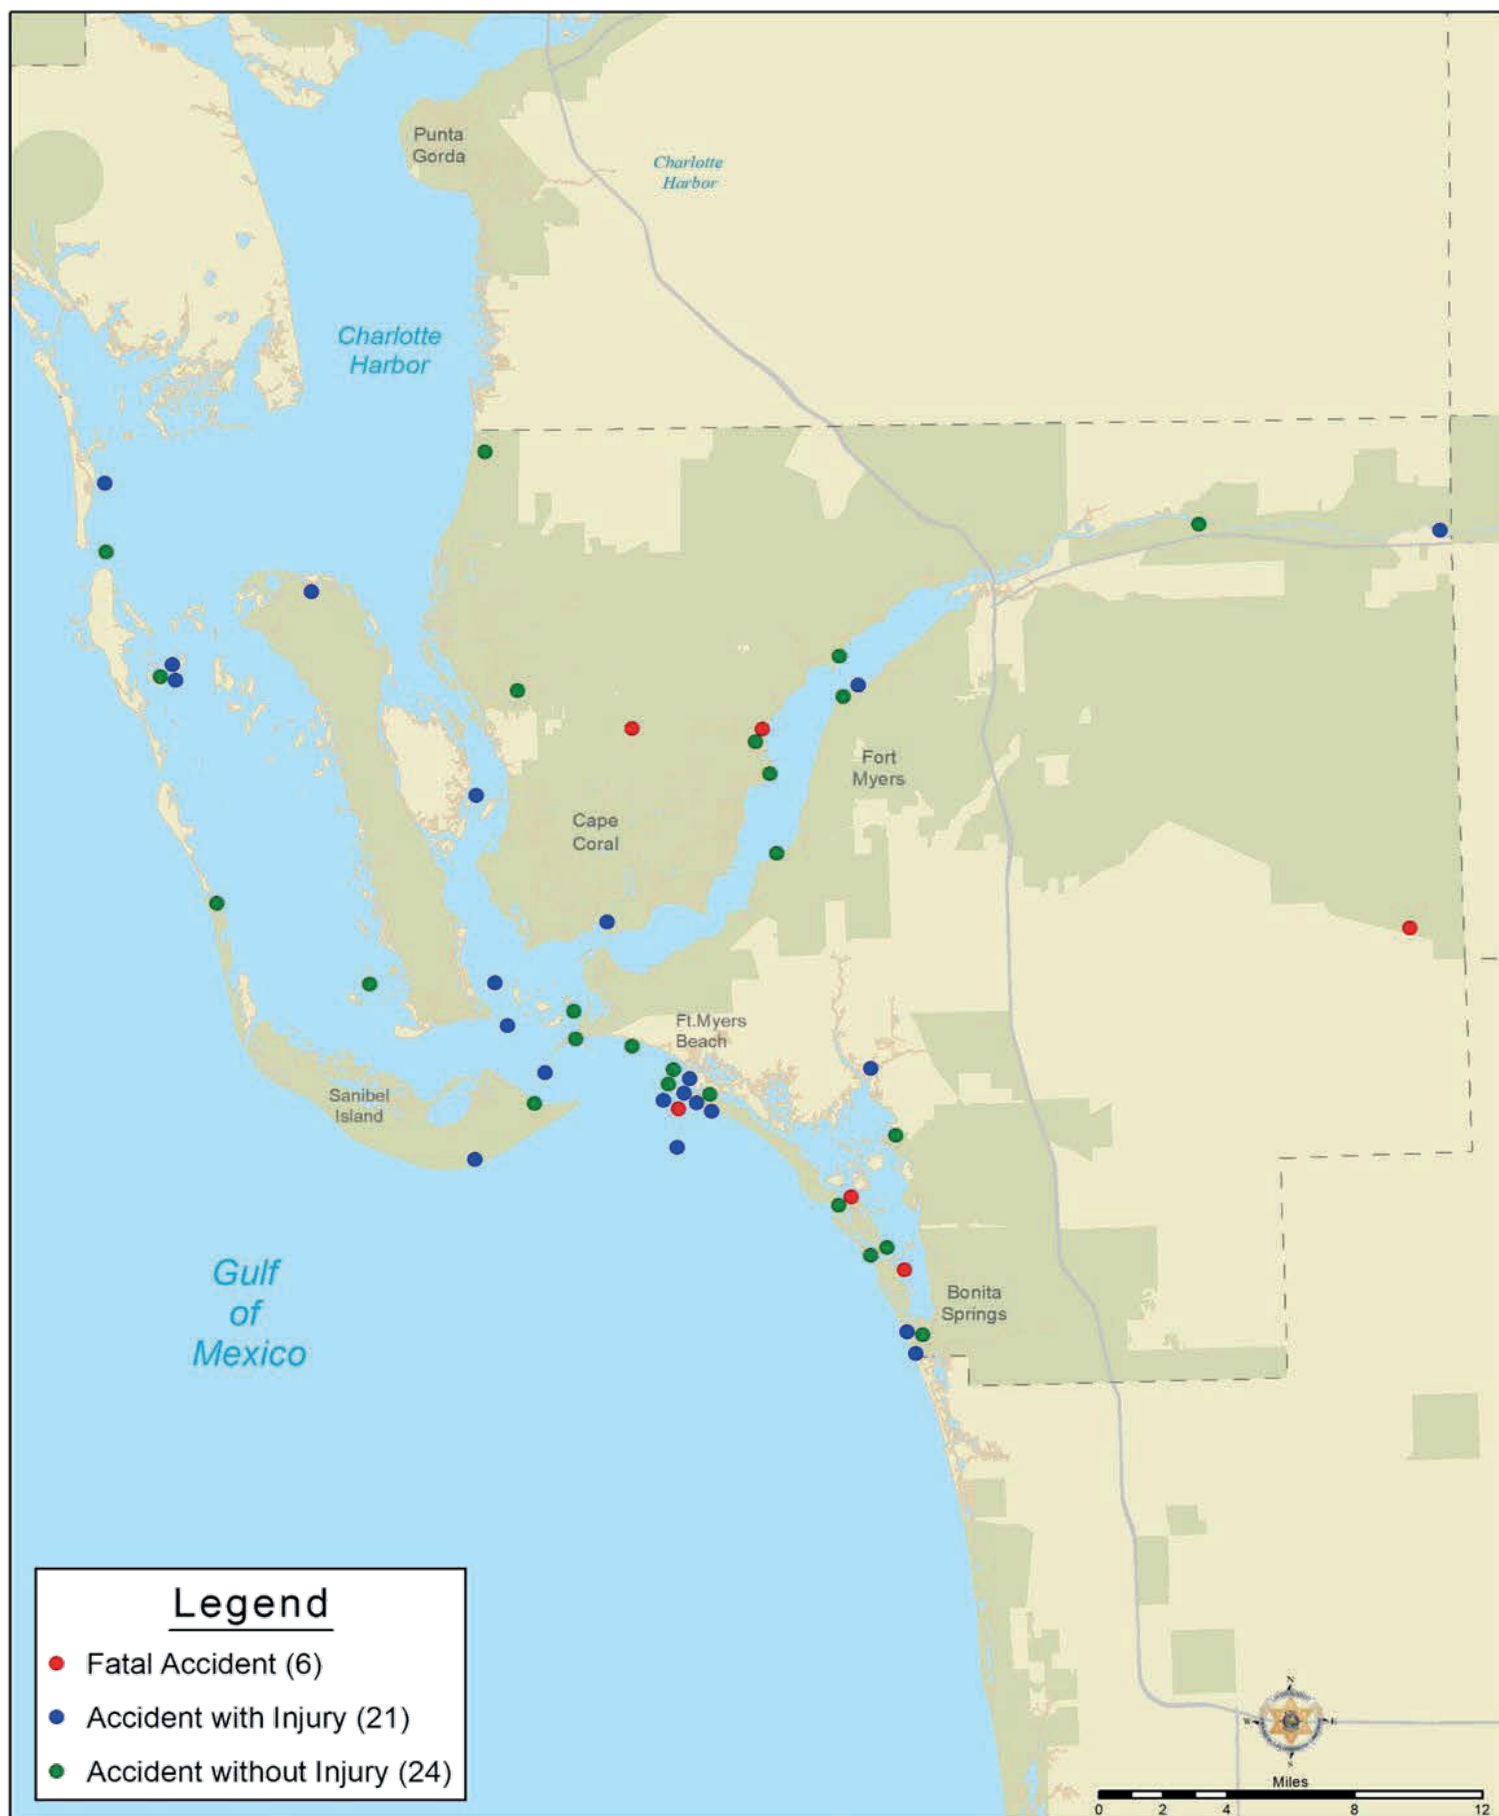 Punta
Gorda
Charlotte
Harbor
Charlotte
Harbor
Fort
Myers
Cape
Coral
Ft.Myers
Beach
Sanibel
Island
Gulf
of
Mexico
Bonita
Springs
Legend
Fatal Accident (6)
Accident with Injury (21)
Accident without Injury (24)
N
W
E
S
Miles
0 2 4 8 12